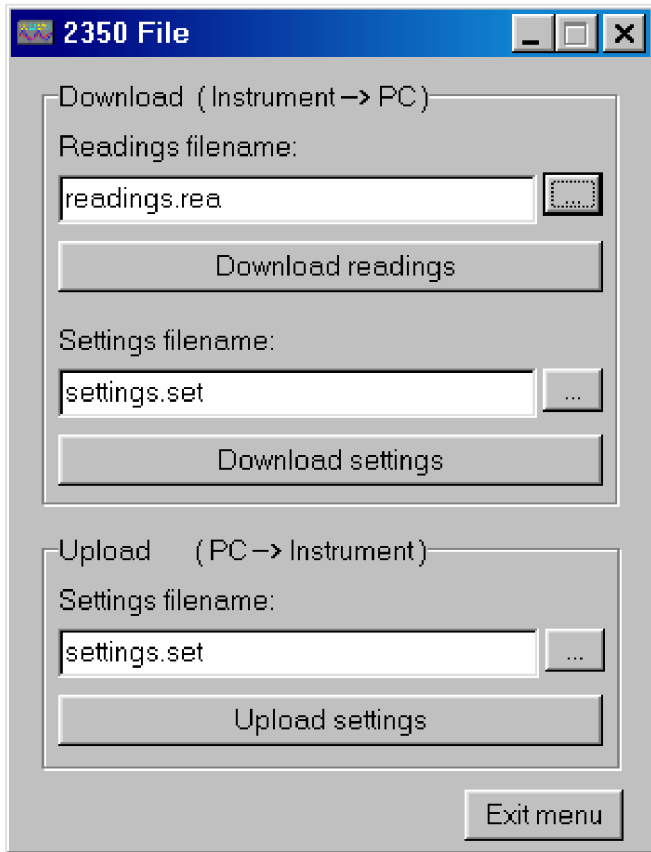 2350 File
Download (Instrument–>PC)
Readings filename:
readings.rea
...
Download readings
Settings filename:
settings.set
...
Download settings
Upload (PC–>Instrument)
Settings filename:
settings.set
...
Upload settings
Exit menu